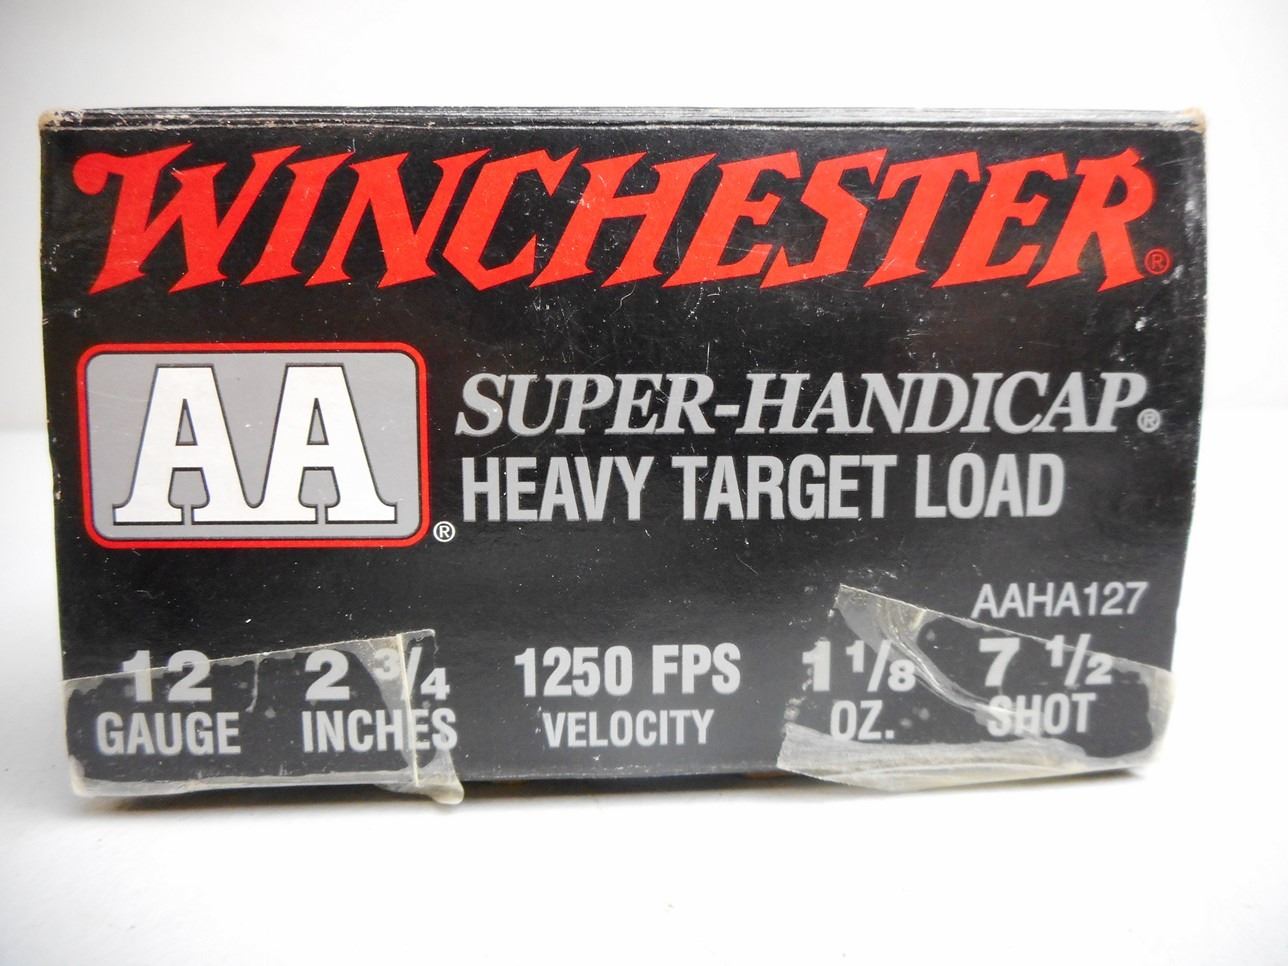 WINCHESTER®
AA®
SUPER-HANDICAP®
HEAVY TARGET LOAD
AAHA127
12 GAUGE
2 3/4 INCHES
1250 FPS VELOCITY
1 1/8 OZ.
7 1/2 SHOT